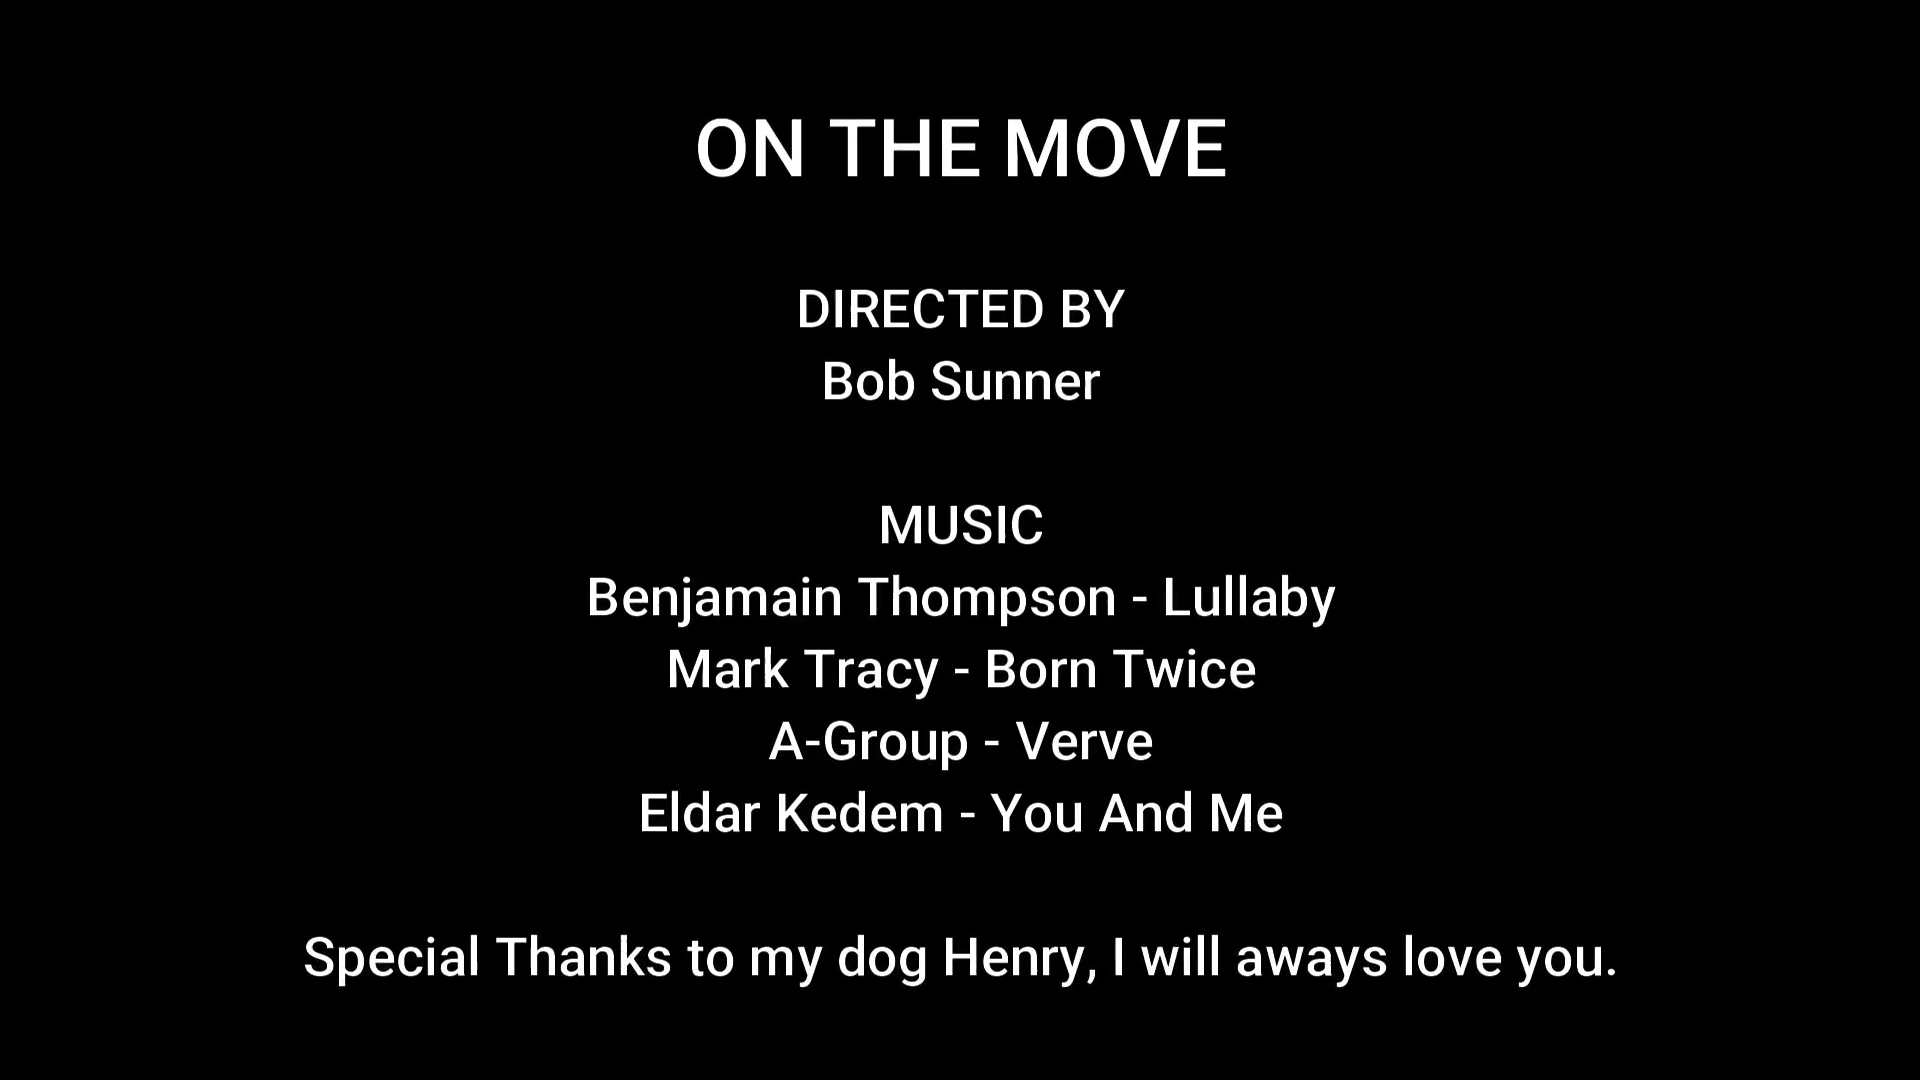 ON THE MOVE
DIRECTED BY
Bob Sunner
MUSIC
Benjamain Thompson - Lullaby
Mark Tracy - Born Twice
A-Group - Verve
Eldar Kedem - You And Me
Special Thanks to my dog Henry, I will aways love you.